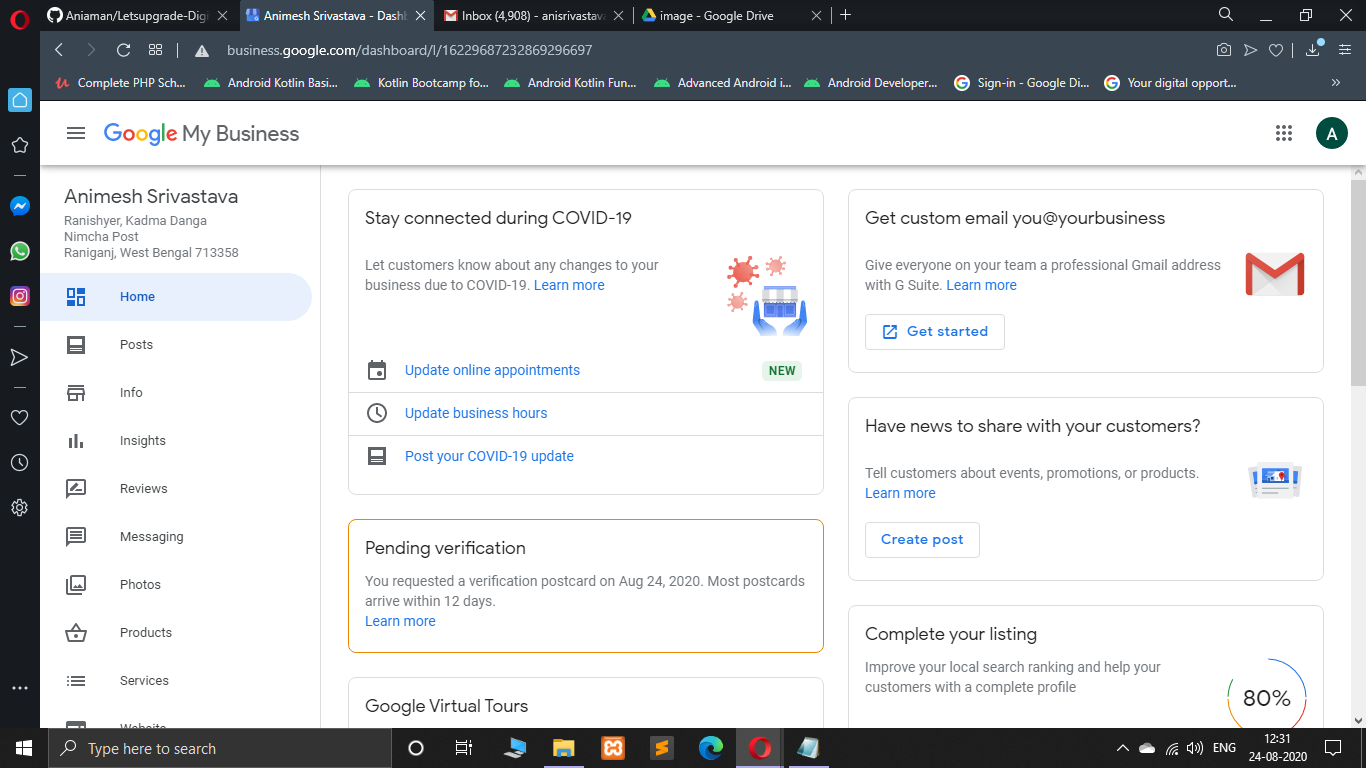 Aniaman/Letsupgrade-Digi
Animesh Srivastava - Dashb
Inbox (4,908) - anisrivastava
image - Google Drive
business.google.com/dashboard/l/16229687232869296697
Complete PHP Sch...
Android Kotlin Basi...
Kotlin Bootcamp fo...
Android Kotlin Fun...
Advanced Android i...
Android Developer...
Sign-in - Google Di...
Your digital opport...
Google My Business
A
Animesh Srivastava
Ranishyer, Kadma Danga
Nimcha Post
Raniganj, West Bengal 713358
Home
Posts
Info
Insights
Reviews
Messaging
Photos
Products
Services
Website
Stay connected during COVID-19
Let customers know about any changes to your
business due to COVID-19. Learn more
Update online appointments
NEW
Update business hours
Post your COVID-19 update
Pending verification
You requested a verification postcard on Aug 24, 2020. Most postcards
arrive within 12 days.
Learn more
Google Virtual Tours
Get custom email you@yourbusiness
Give everyone on your team a professional Gmail address
with G Suite. Learn more
Get started
Have news to share with your customers?
Tell customers about events, promotions, or products.
Learn more
Create post
Complete your listing
Improve your local search ranking and help your
customers with a complete profile
80%
Type here to search
ENG
12:31
24-08-2020